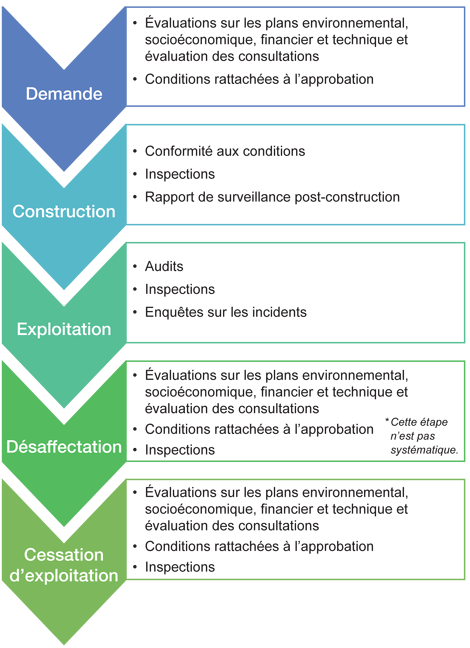 Demande
• Évaluations sur les plans environnemental,
socioéconomique, financier et technique et
évaluation des consultations
• Conditions rattachées à l’approbation
Construction
• Conformité aux conditions
• Inspections
• Rapport de surveillance post-construction
Exploitation
• Audits
• Inspections
• Enquêtes sur les incidents
Désaffectation
• Évaluations sur les plans environnemental,
socioéconomique, financier et technique et
évaluation des consultations
• Conditions rattachées à l’approbation
• Inspections
*Cette étape
n’est pas
systématique.
Cessation
d’exploitation
• Évaluations sur les plans environnemental,
socioéconomique, financier et technique et
évaluation des consultations
• Conditions rattachées à l’approbation
• Inspections